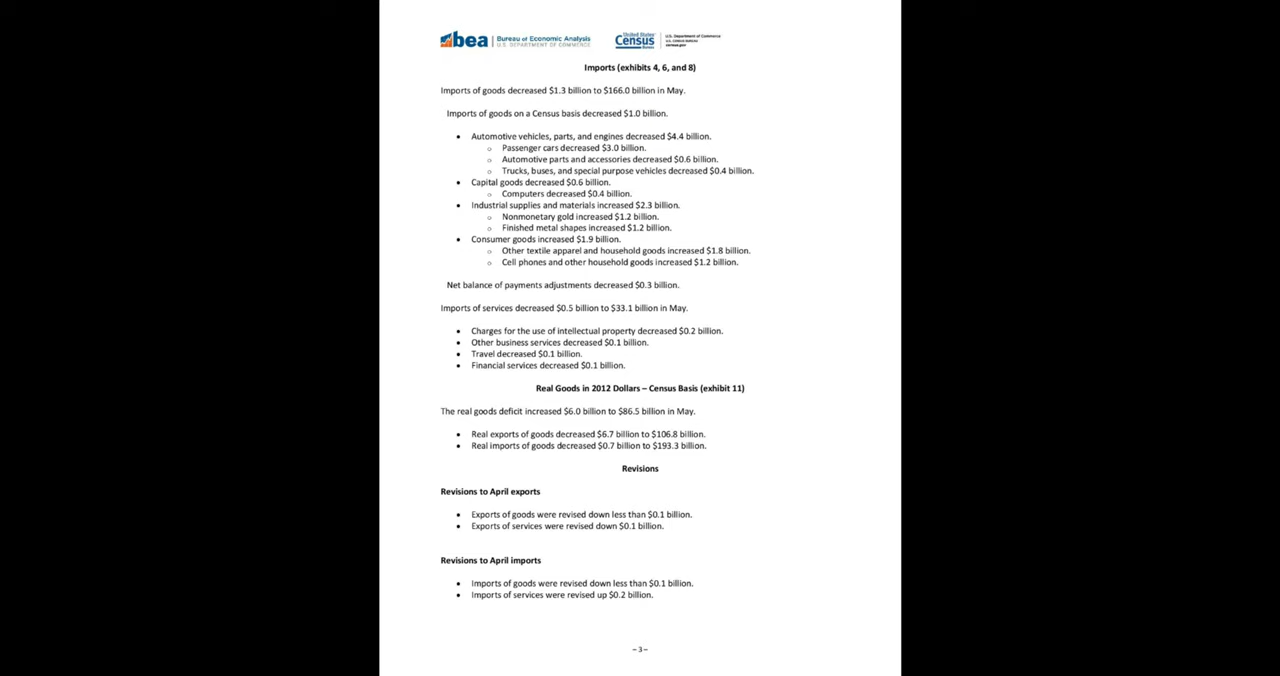 bea Bureau of Economic Analysis
U.S. DEPARTMENT OF COMMERCE
United States Census Bureau
U.S. Department of Commerce
U.S. CENSUS BUREAU
census.gov
Imports (exhibits 4, 6, and 8)
Imports of goods decreased $1.3 billion to $166.0 billion in May.
Imports of goods on a Census basis decreased $1.0 billion.
• Automotive vehicles, parts, and engines decreased $4.4 billion.
o Passenger cars decreased $3.0 billion.
o Automotive parts and accessories decreased $0.6 billion.
o Trucks, buses, and special purpose vehicles decreased $0.4 billion.
• Capital goods decreased $0.6 billion.
o Computers decreased $0.4 billion.
• Industrial supplies and materials increased $2.3 billion.
o Nonmonetary gold increased $1.2 billion.
o Finished metal shapes increased $1.2 billion.
• Consumer goods increased $1.9 billion.
o Other textile apparel and household goods increased $1.8 billion.
o Cell phones and other household goods increased $1.2 billion.
Net balance of payments adjustments decreased $0.3 billion.
Imports of services decreased $0.5 billion to $33.1 billion in May.
• Charges for the use of intellectual property decreased $0.2 billion.
• Other business services decreased $0.1 billion.
• Travel decreased $0.1 billion.
• Financial services decreased $0.1 billion.
Real Goods in 2012 Dollars – Census Basis (exhibit 11)
The real goods deficit increased $6.0 billion to $86.5 billion in May.
• Real exports of goods decreased $6.7 billion to $106.8 billion.
• Real imports of goods decreased $0.7 billion to $193.3 billion.
Revisions
Revisions to April exports
• Exports of goods were revised down less than $0.1 billion.
• Exports of services were revised down $0.1 billion.
Revisions to April imports
• Imports of goods were revised down less than $0.1 billion.
• Imports of services were revised up $0.2 billion.
– 3 –